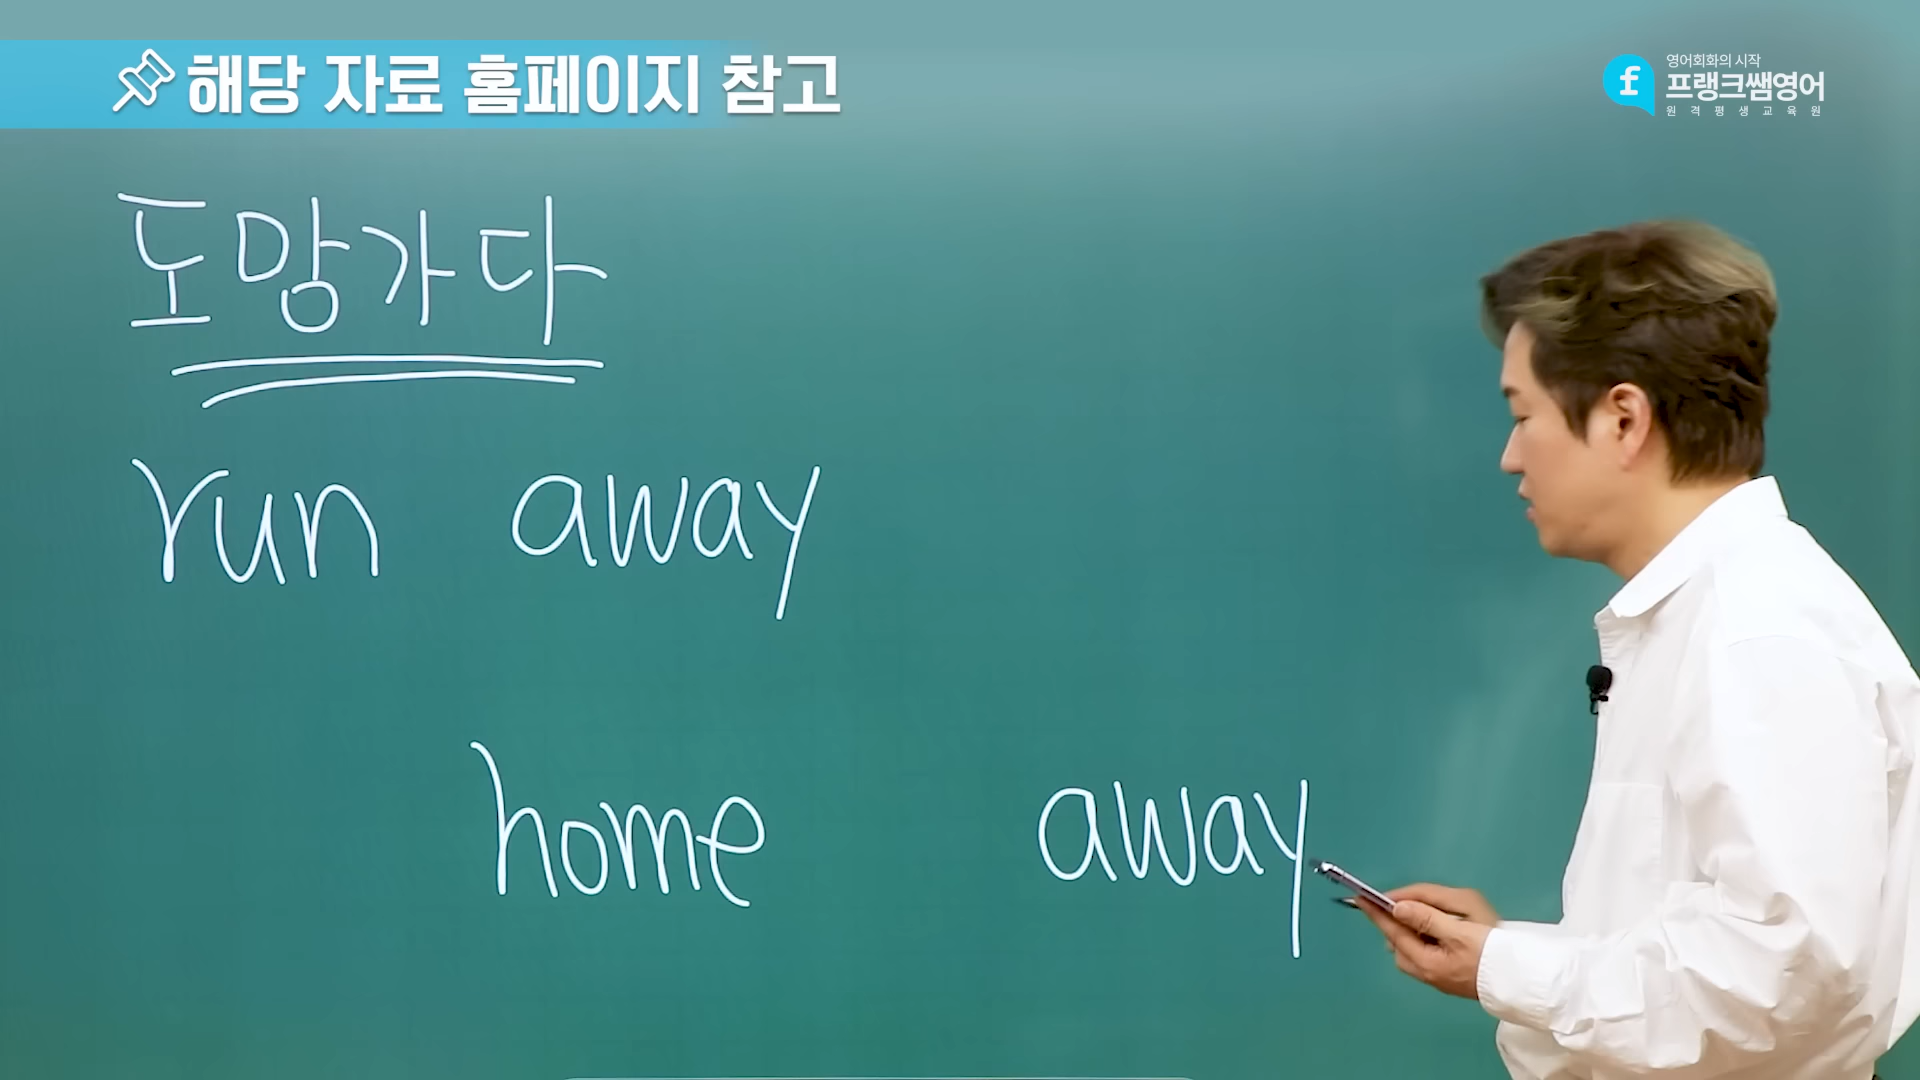 해당 자료 홈페이지 참고
영어회화의 시작
프랭크쌤영어
원격평생교육원
도망가다
run away
home away